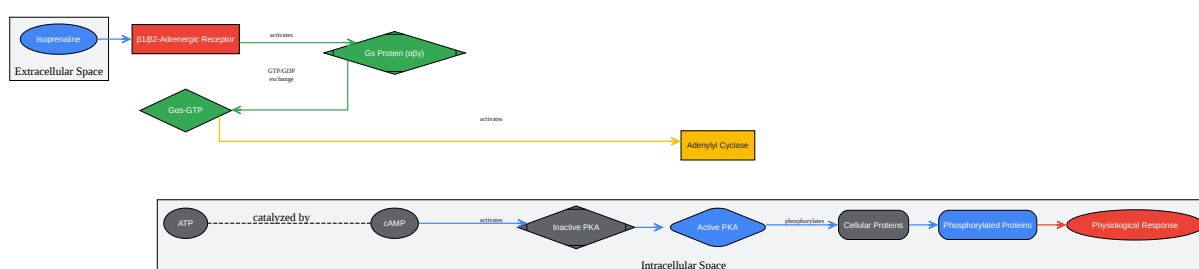 Isoprenaline
β1/β2-Adrenergic Receptor
activates
Gs Protein (αβγ)
Extracellular Space
GTP/GDP
exchange
Gαs-GTP
activates
Adenylyl Cyclase
ATP
catalyzed by
cAMP
activates
Inactive PKA
Active PKA
phosphorylates
Cellular Proteins
Phosphorylated Proteins
Physiological Response
Intracellular Space